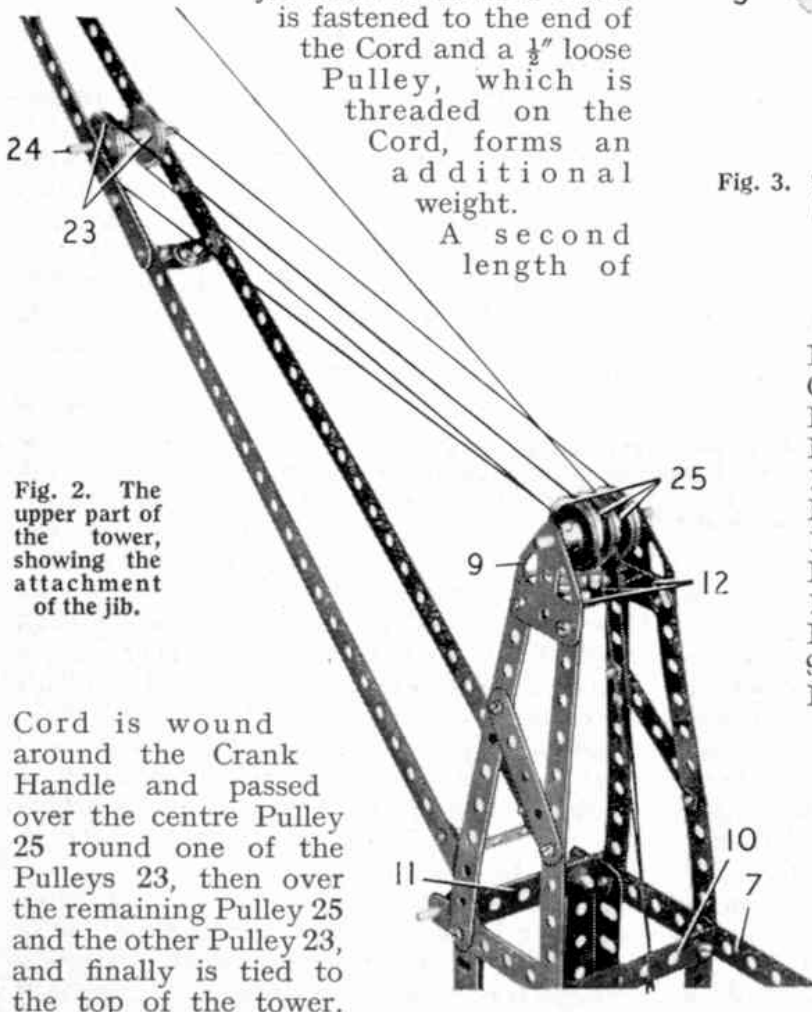 is fastened to the end of
the Cord and a ½″ loose
Pulley, which is
threaded on the
Cord, forms an
additional
weight.
A second
length of
24
23
Fig. 3.
25
9
12
Fig. 2. The
upper part of
the tower,
showing the
attachment
of the jib.
Cord is wound
around the Crank
Handle and passed
over the centre Pulley
25 round one of the
Pulleys 23, then over
the remaining Pulley 25
and the other Pulley 23,
and finally is tied to
the top of the tower.
11
10
7